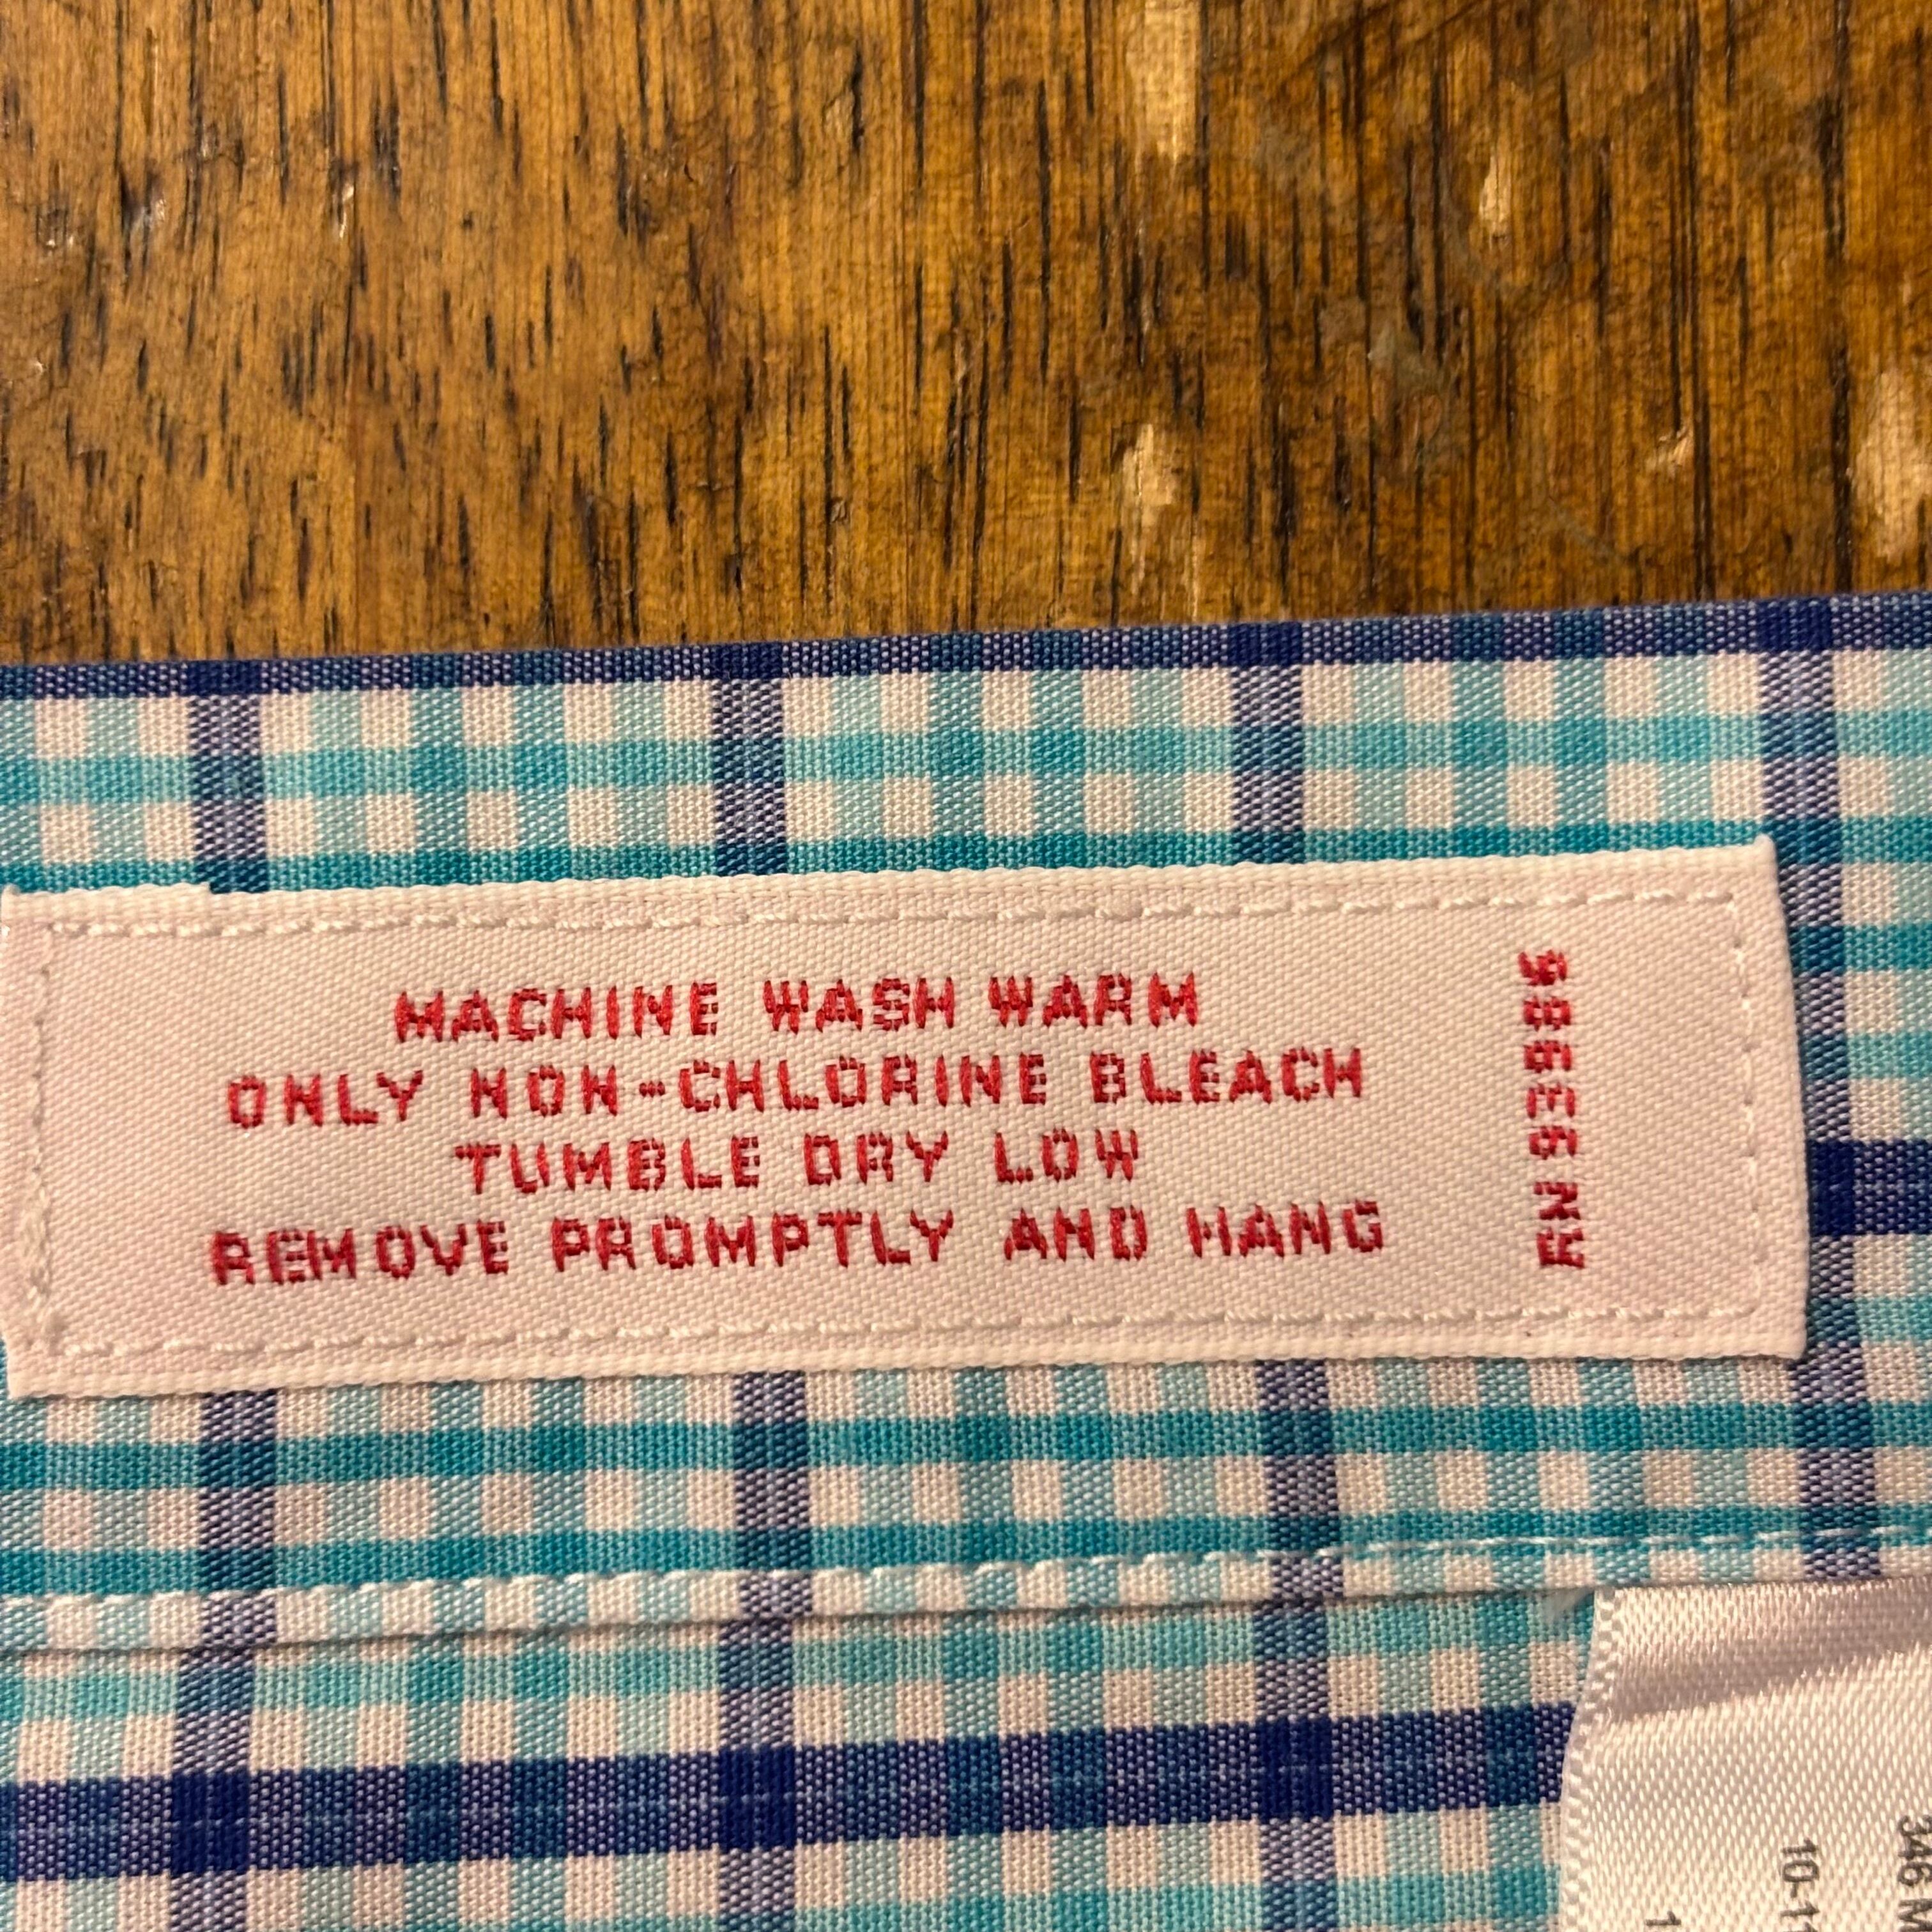 MACHINE WASH WARM
ONLY NON-CHLORINE BLEACH
TUMBLE DRY LOW
REMOVE PROMPTLY AND HANG
RN 93985